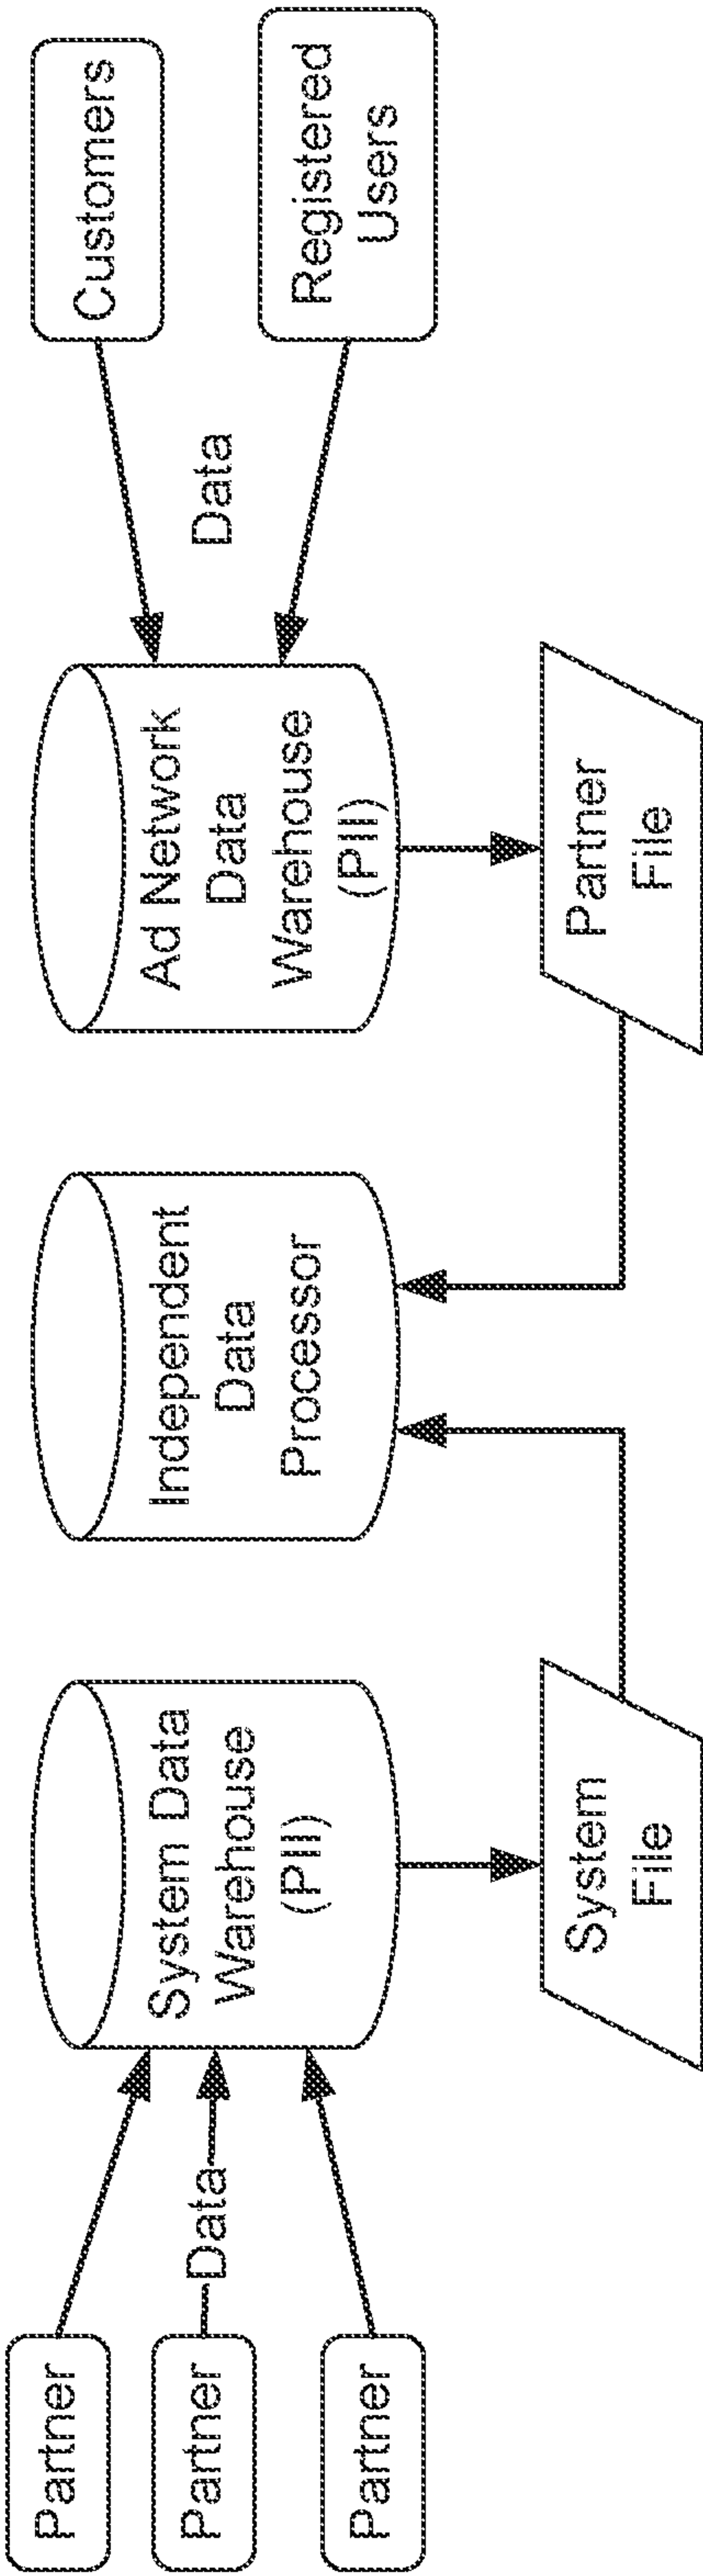 Partner
Partner
Partner
Data
System Data
Warehouse
(PII)
System
File
Independent
Data
Processor
Ad Network
Data
Warehouse
(PII)
Partner
File
Data
Customers
Registered
Users